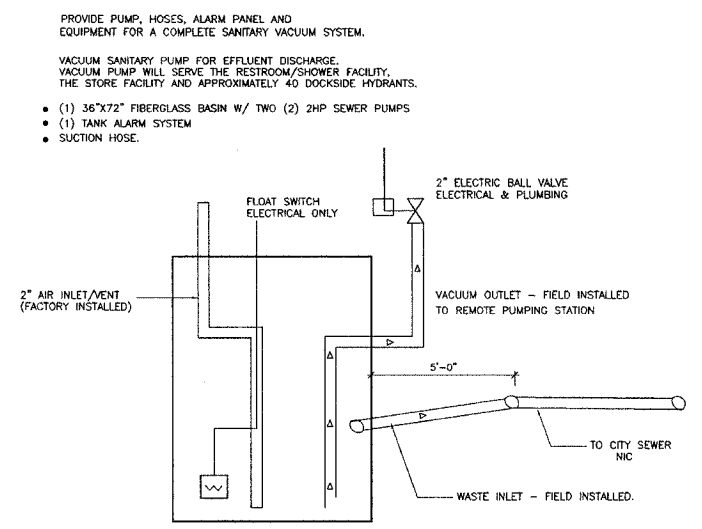 PROVIDE PUMP, HOSES, ALARM PANEL AND
EQUIPMENT FOR A COMPLETE SANITARY VACUUM SYSTEM.
VACUUM SANITARY PUMP FOR EFFLUENT DISCHARGE.
VACUUM PUMP WILL SERVE THE RESTROOM/SHOWER FACILITY,
THE STORE FACILITY AND APPROXIMATELY 40 DOCKSIDE HYDRANTS.
• (1) 36"X72" FIBERGLASS BASIN W/ TWO (2) 2HP SEWER PUMPS
• (1) TANK ALARM SYSTEM
• SUCTION HOSE.
2" ELECTRIC BALL VALVE
ELECTRICAL & PLUMBING
FLOAT SWITCH
ELECTRICAL ONLY
2" AIR INLET/VENT
(FACTORY INSTALLED)
VACUUM OUTLET – FIELD INSTALLED
TO REMOTE PUMPING STATION
5'-0"
TO CITY SEWER
NIC
WASTE INLET – FIELD INSTALLED.